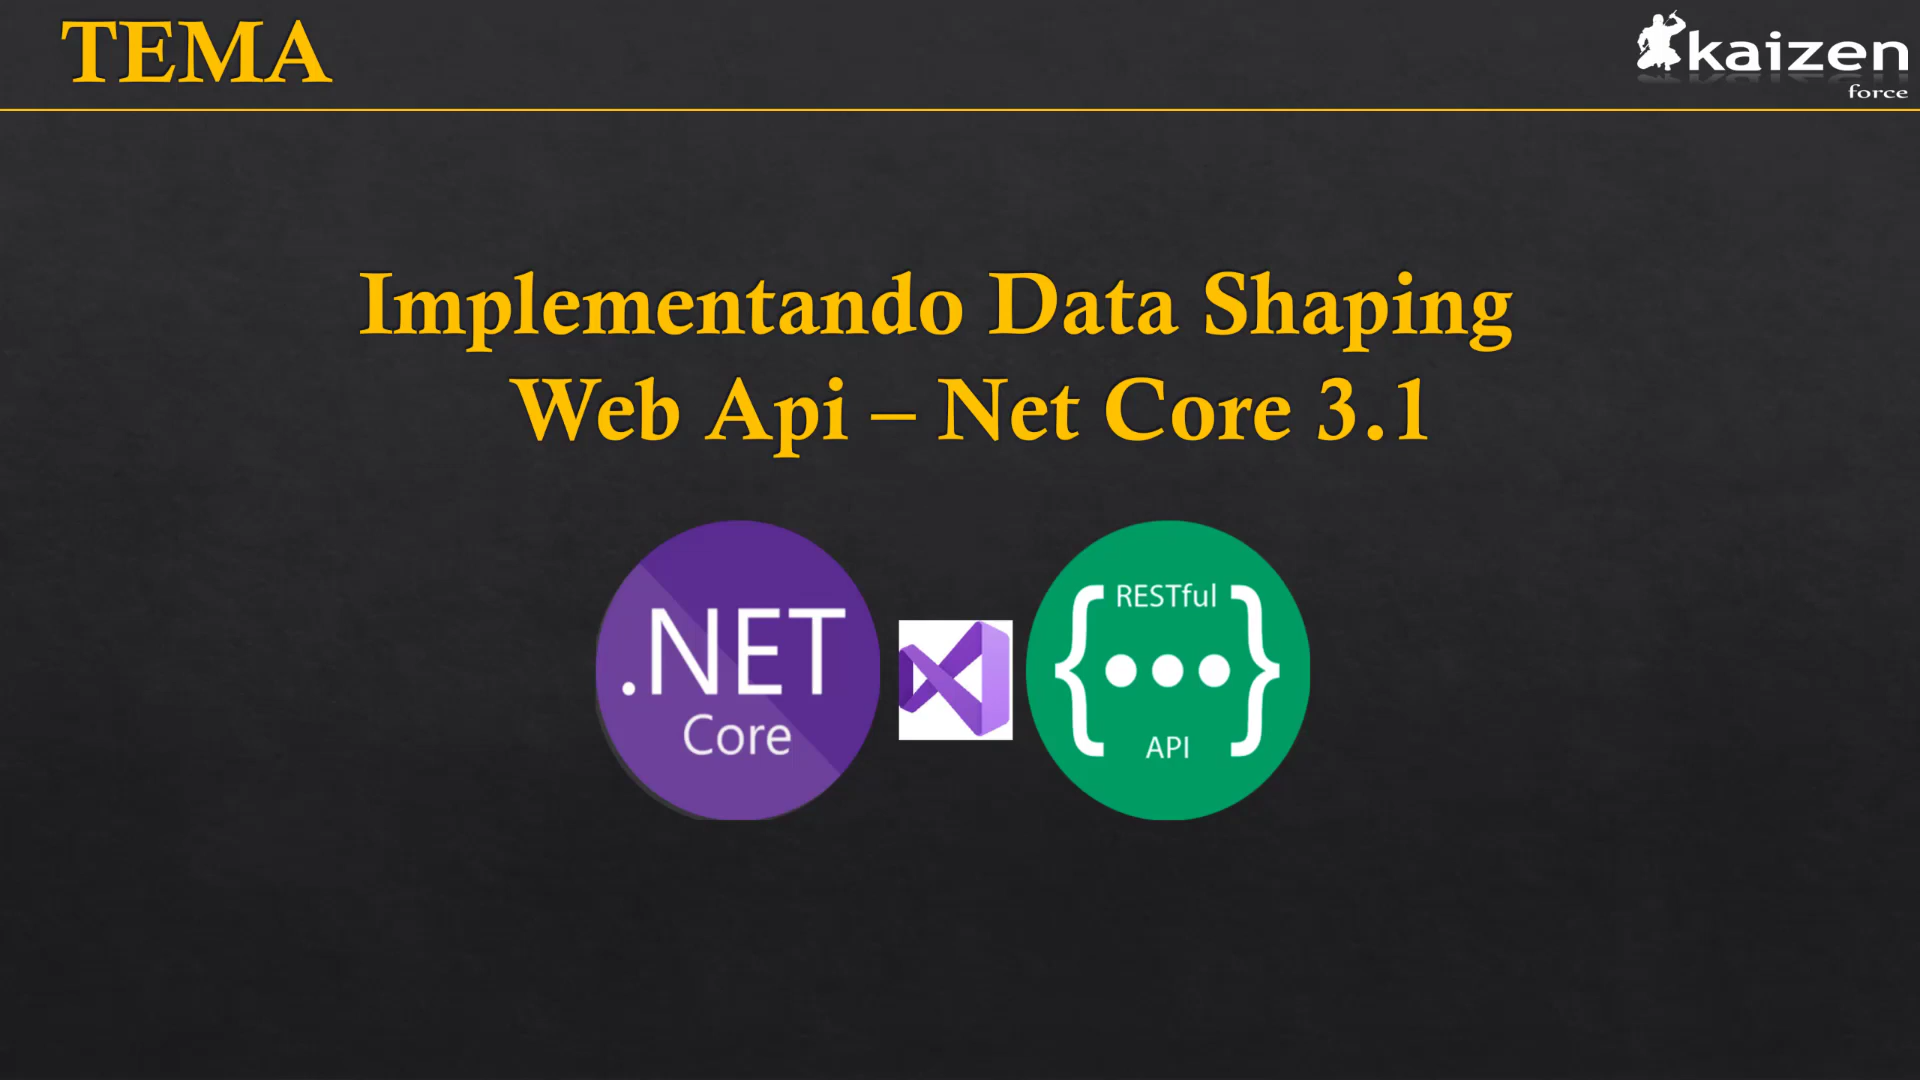 TEMA
kaizen
force
Implementando Data Shaping
Web Api – Net Core 3.1
.NET
Core
RESTful
API